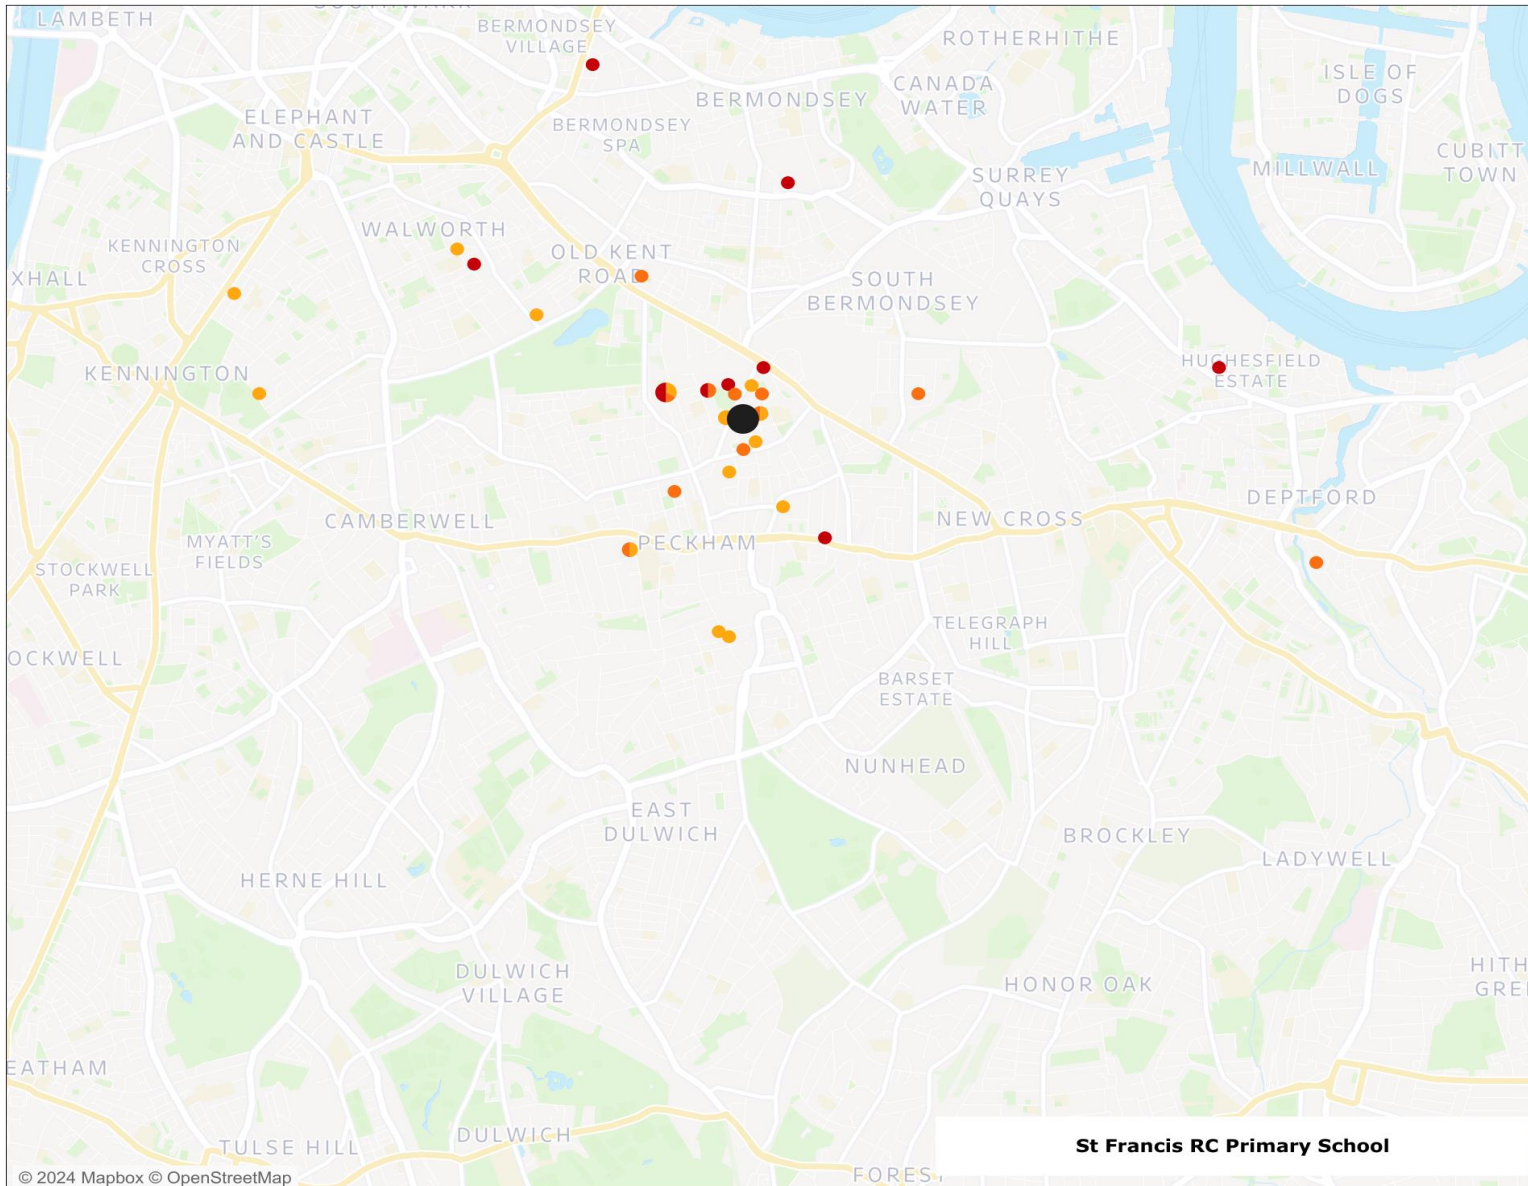 LAMBETH
BERMONDSEY
VILLAGE
ROTHERHITHE
ISLE OF
DOGS
CANADA
WATER
BERMONDSEY
ELEPHANT
AND CASTLE
BERMONDSEY
SPA
CUBITT
TOWN
MILLWALL
SURREY
QUAYS
WALWORTH
KENNINGTON
CROSS
OLD KENT
ROAD
XHALL
SOUTH
BERMONDSEY
HUGHESFIELD
ESTATE
KENNINGTON
DEPTFORD
CAMBERWELL
NEW CROSS
MYATT'S
FIELDS
PECKHAM
STOCKWELL
PARK
TELEGRAPH
HILL
OCKWELL
BARSET
ESTATE
NUNHEAD
EAST
DULWICH
BROCKLEY
LADYWELL
HERNE HILL
DULWICH
VILLAGE
HITH
GREE
HONOR OAK
EATHAM
DULWICH
TULSE HILL
St Francis RC Primary School
FOREST
© 2024 Mapbox © OpenStreetMap